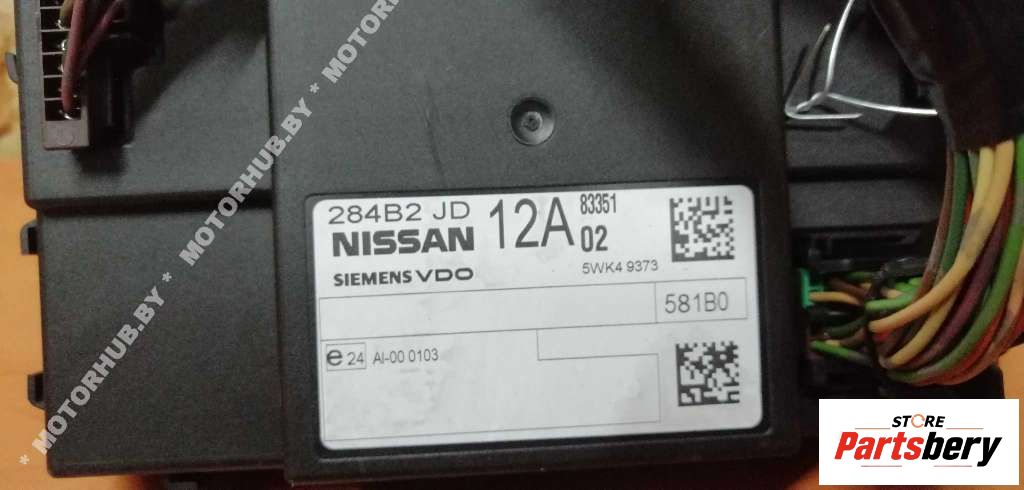 284B2 JD 12A 83351
NISSAN 02
SIEMENS VDO 5WK4 9373
581B0
e 24 AI-00 0103
* MOTORHUB.BY * MOTORHUB.BY * MOTORHUB
STORE
Partsbery